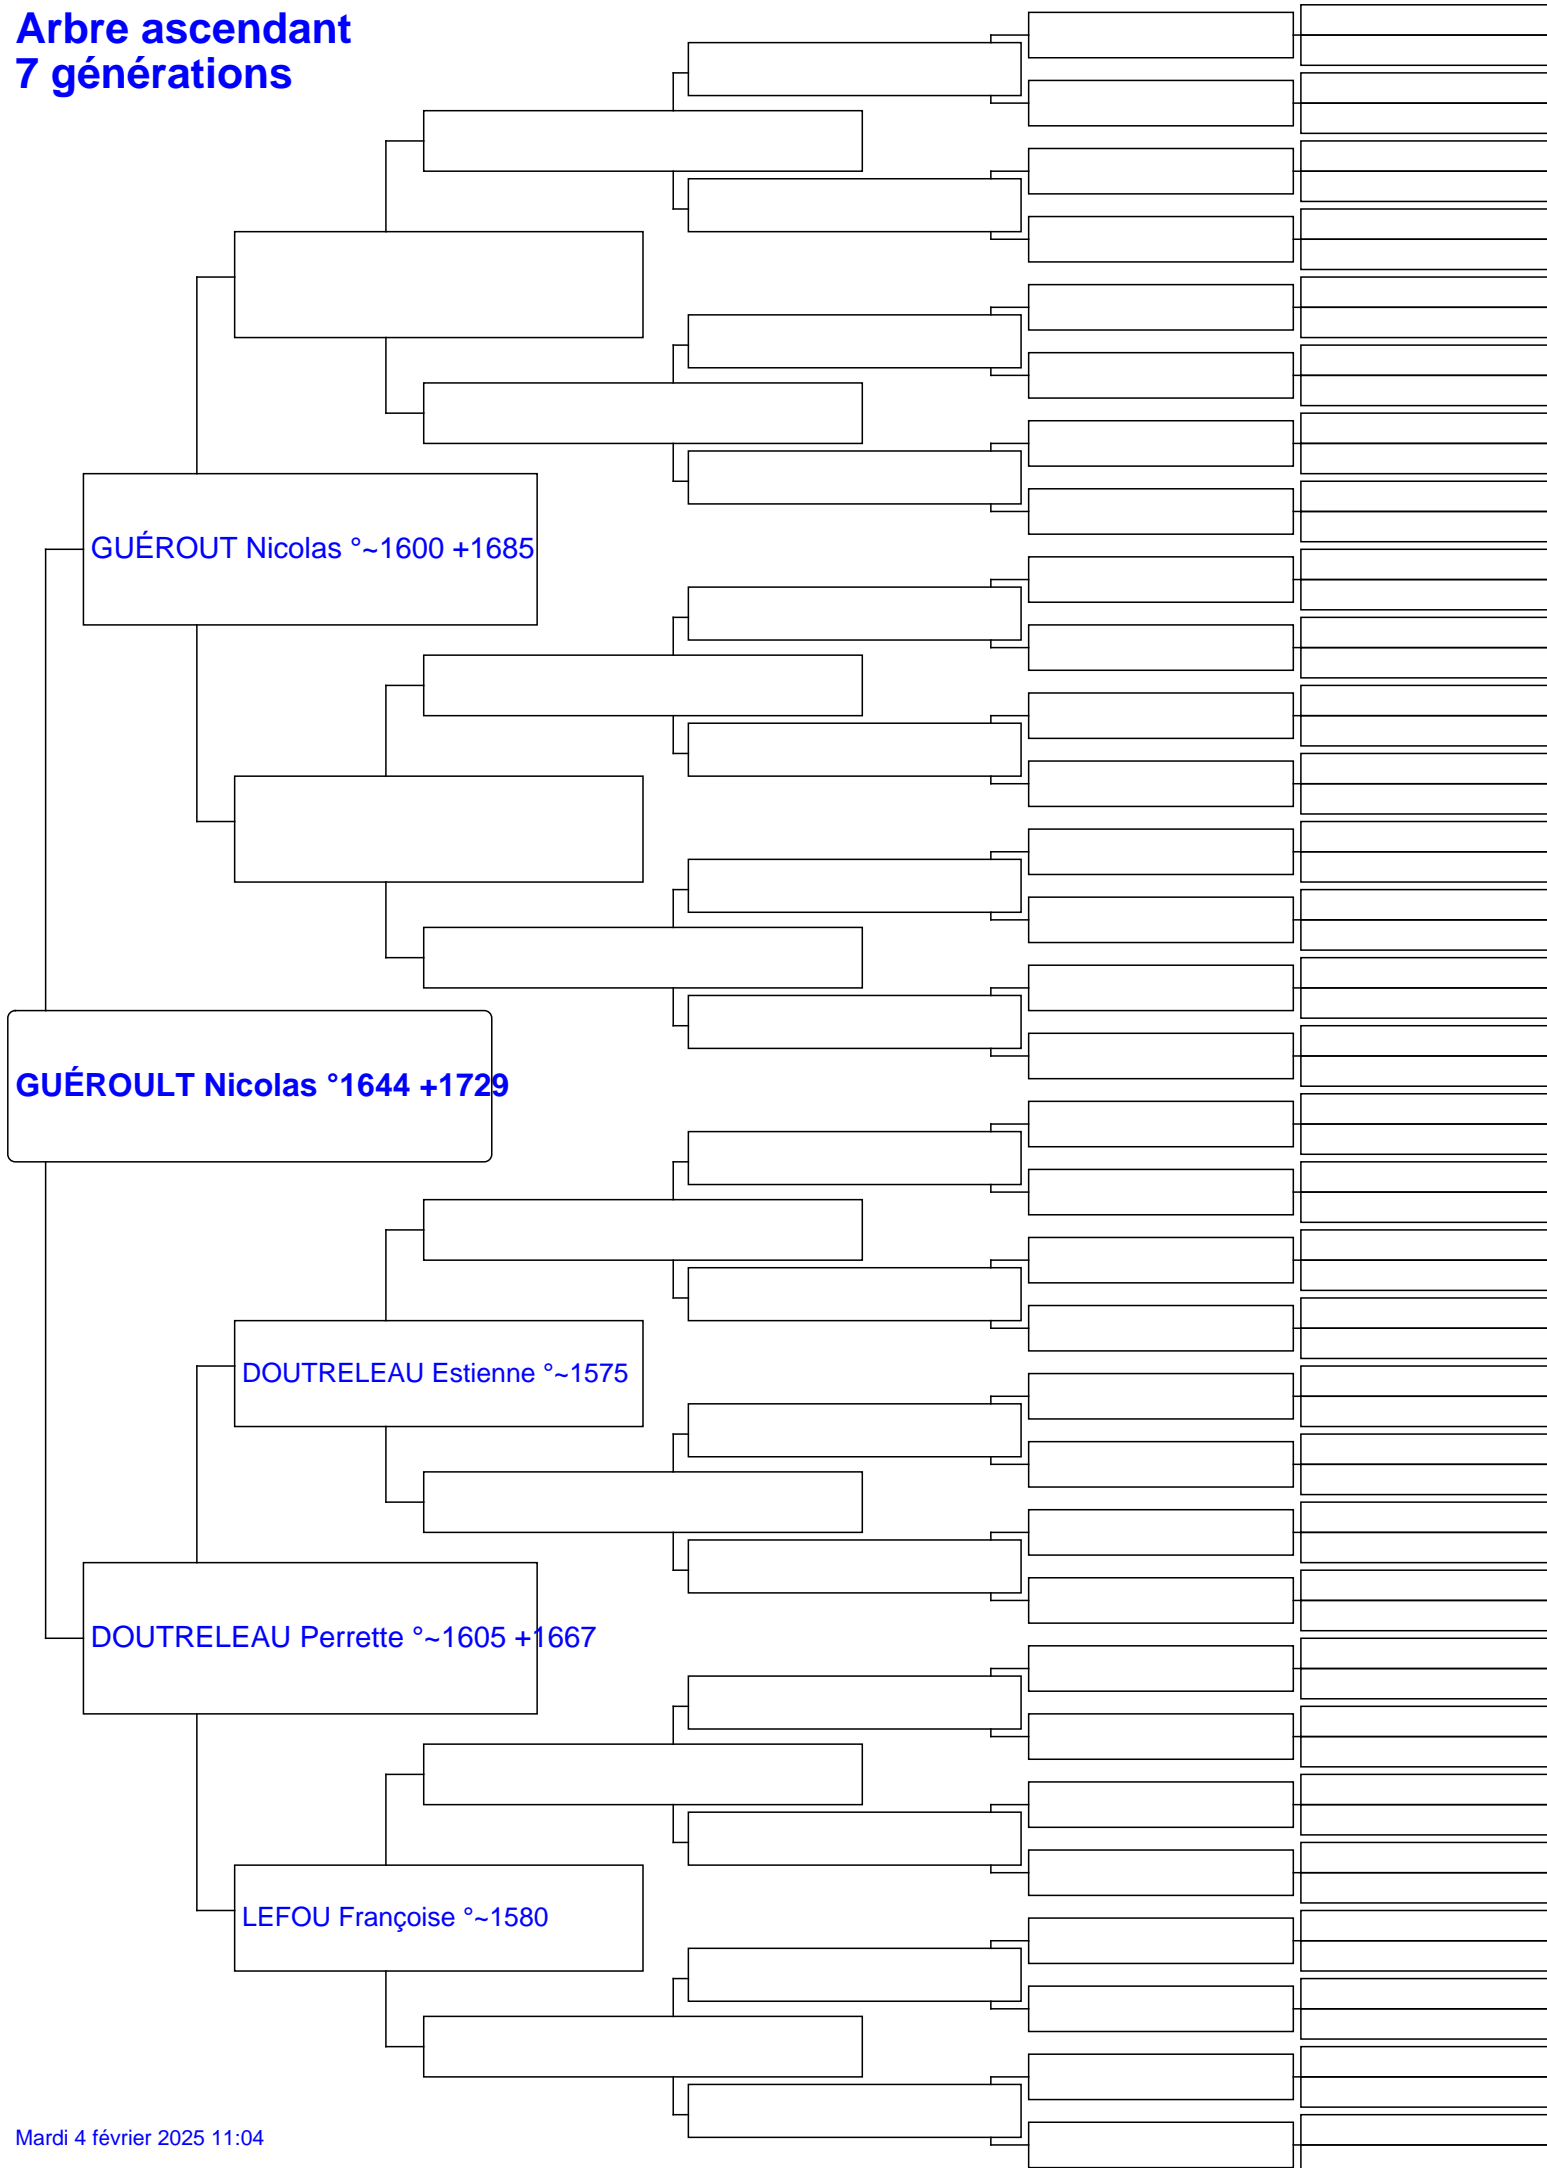 Arbre ascendant
7 générations
GUÉROUT Nicolas °~1600 +1685
GUÉROULT Nicolas °1644 +1729
DOUTRELEAU Estienne °~1575
DOUTRELEAU Perrette °~1605 +1667
LEFOU Françoise °~1580
Mardi 4 février 2025 11:04